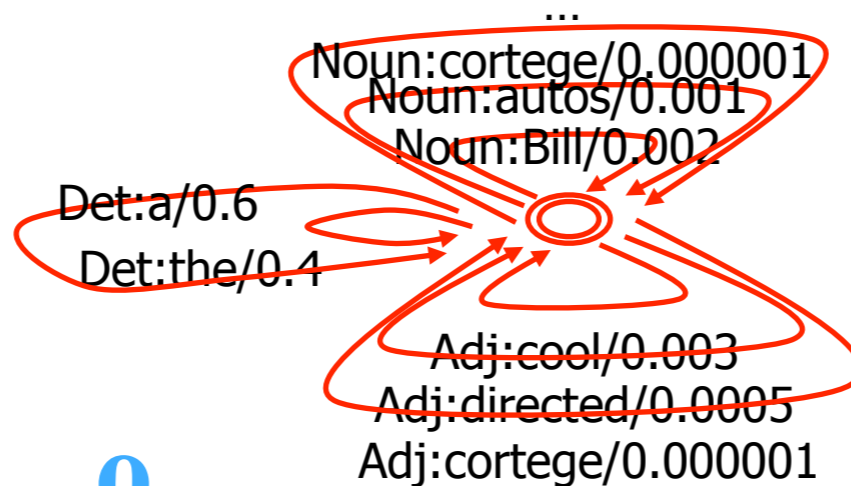 ...
Noun:cortege/0.000001
Noun:autos/0.001
Noun:Bill/0.002
Det:a/0.6
Det:the/0.4
Adj:cool/0.003
Adj:directed/0.0005
Adj:cortege/0.000001